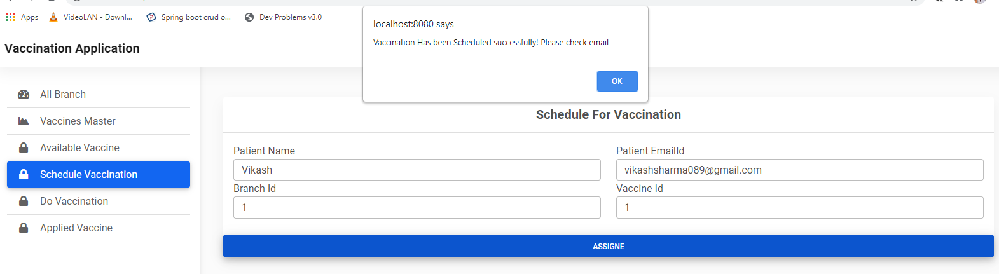 Apps VideoLAN - Downl... Spring boot crud o... Dev Problems v3.0
localhost:8080 says
Vaccination Has been Scheduled successfully! Please check email
OK
Vaccination Application
All Branch
Vaccines Master
Available Vaccine
Schedule Vaccination
Do Vaccination
Applied Vaccine
Schedule For Vaccination
Patient Name Patient EmailId
Vikash vikashsharma089@gmail.com
Branch Id Vaccine Id
1 1
ASSIGNE